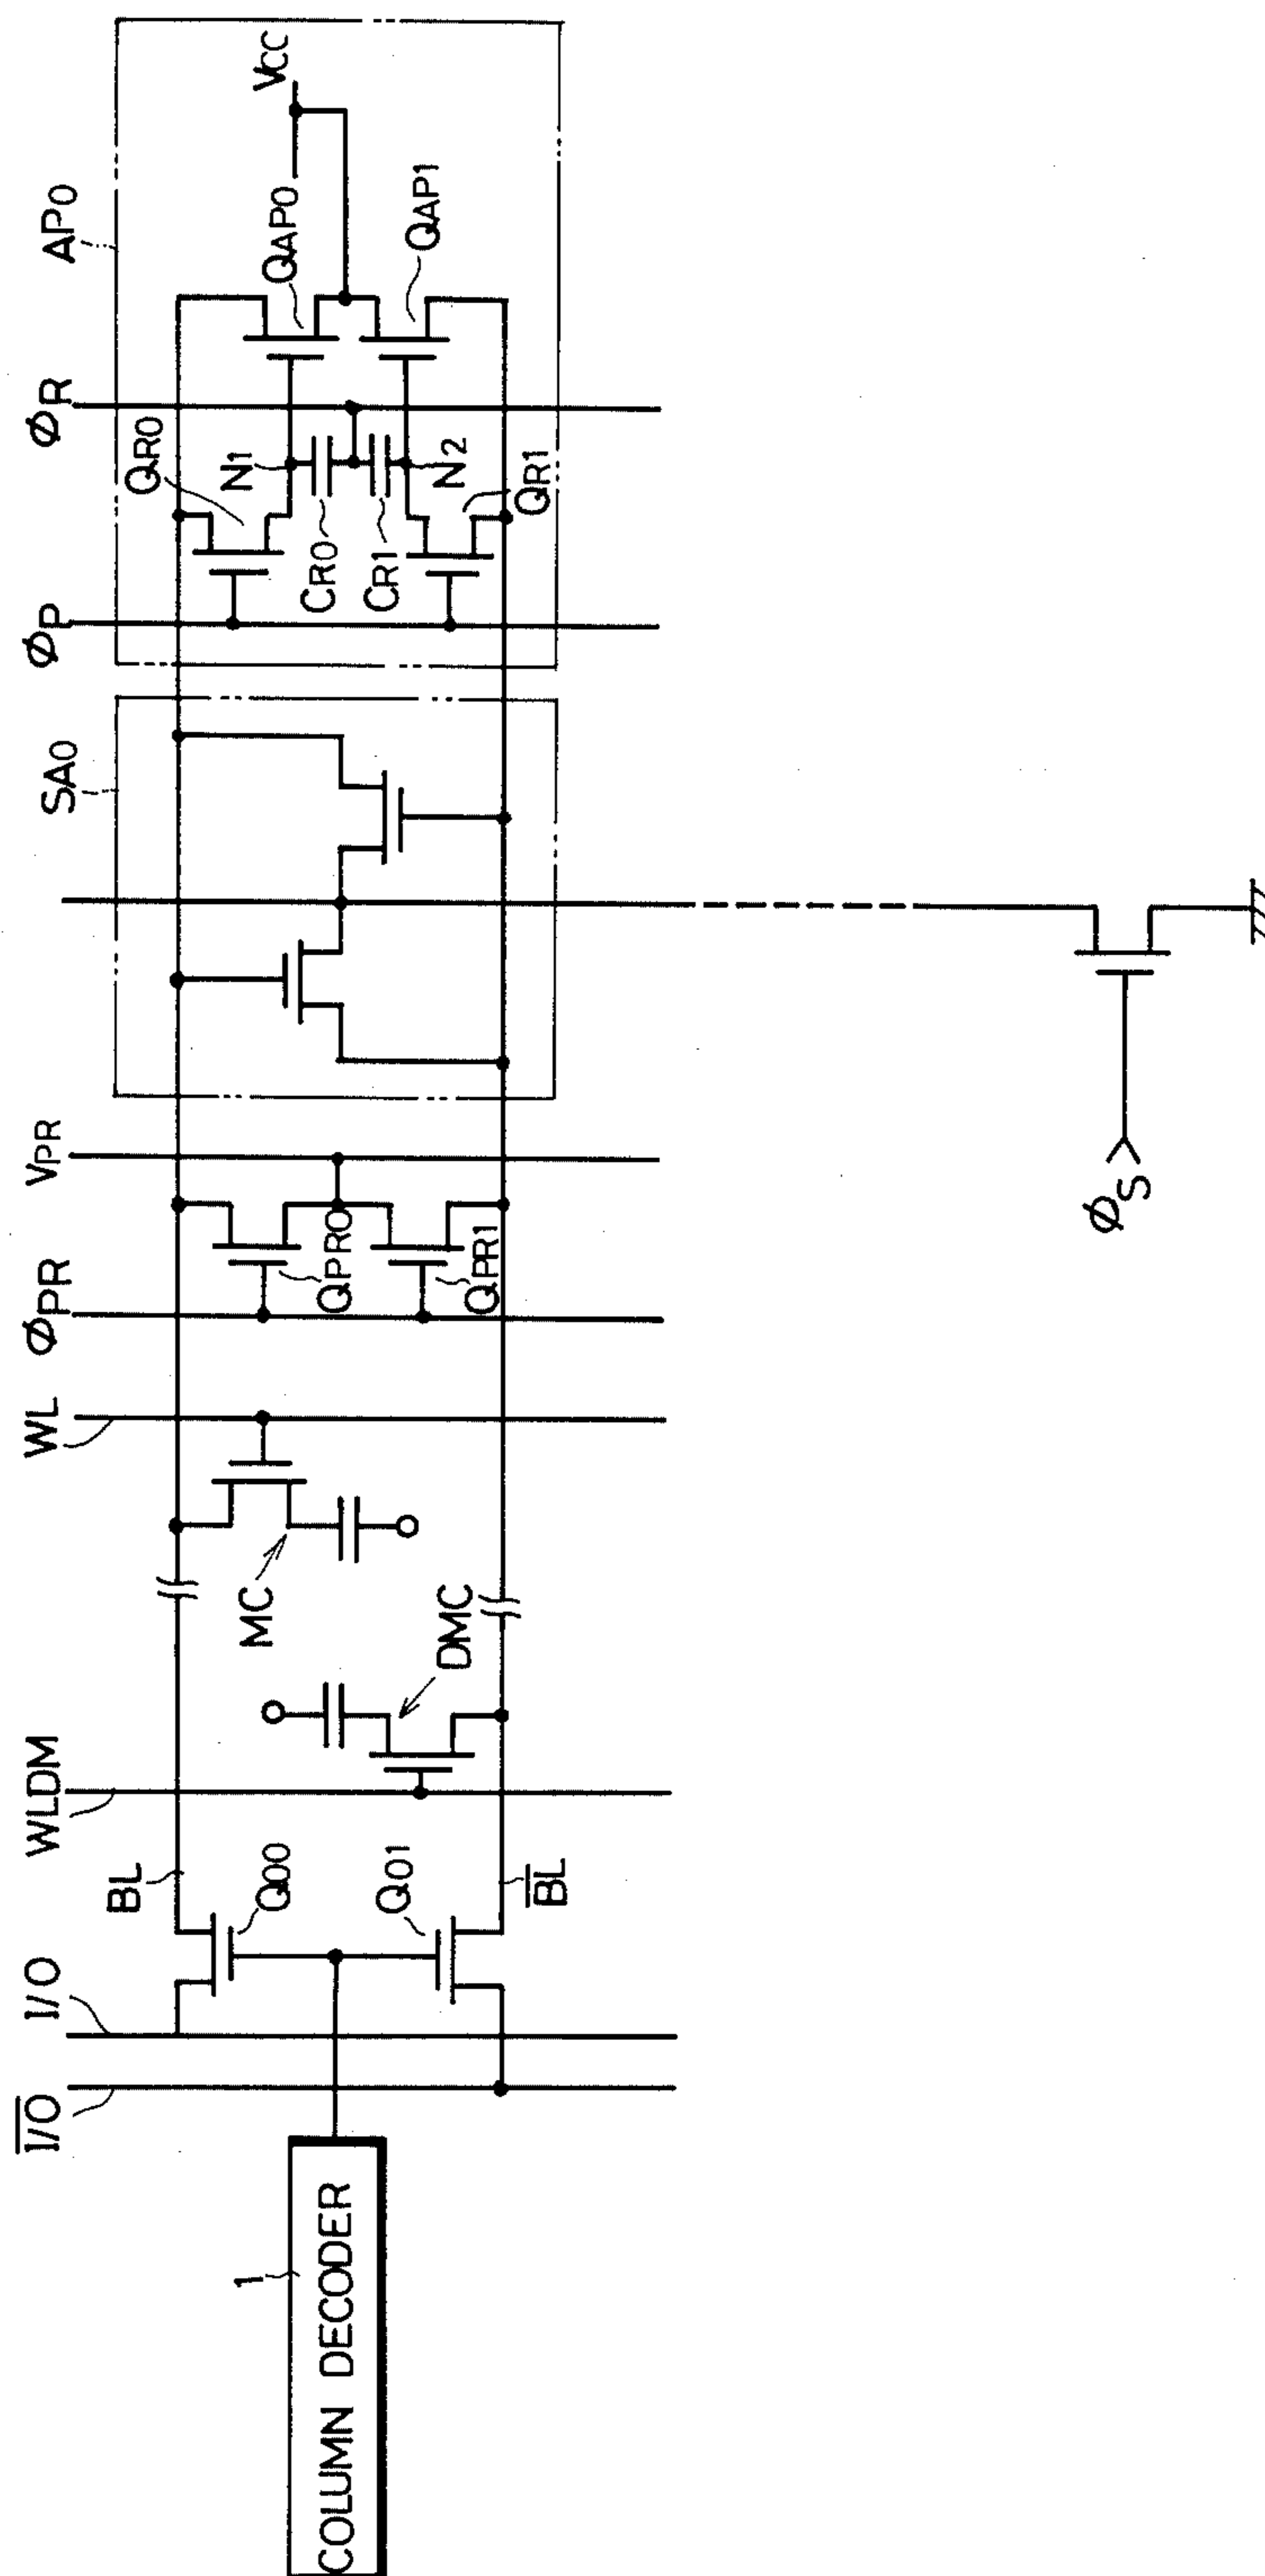 COLUMN DECODER
1
I/O
I/O
BL
BL
Q00
Q01
WLDM
DMC
MC
WL
ØPR
VPR
QPR0
QPR1
SA0
ØS
ØP
ØR
AP0
QR0
N1
CR0
CR1
N2
QR1
QAP0
QAP1
VCC